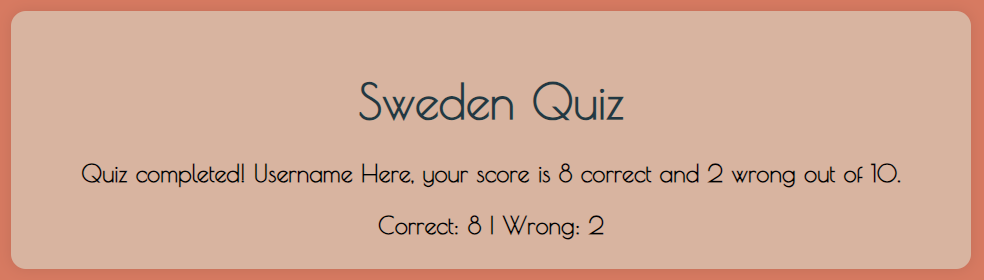 Sweden Quiz
Quiz completed! Username Here, your score is 8 correct and 2 wrong out of 10.
Correct: 8 | Wrong: 2